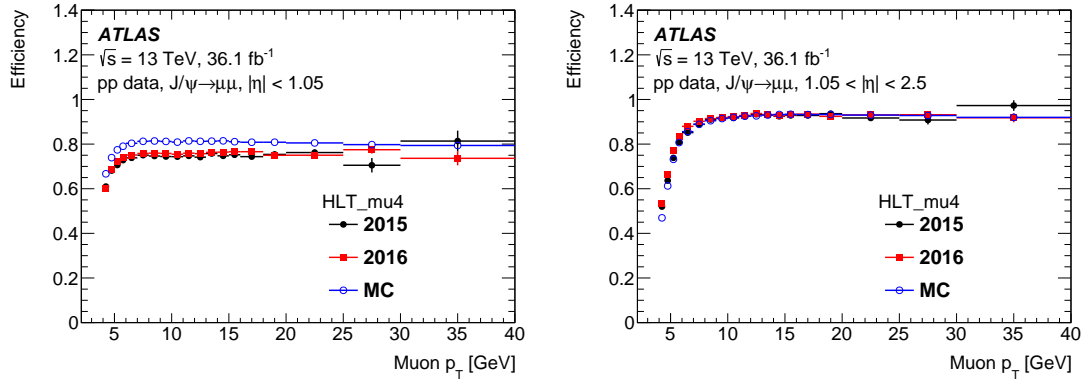 Efficiency
1.4
1.2
1
0.8
0.6
0.4
0.2
0
ATLAS
√s = 13 TeV, 36.1 fb⁻¹
pp data, J/ψ→μμ, |η| < 1.05
HLT_mu4
2015
2016
MC
5 10 15 20 25 30 35 40
Muon p_T [GeV]
Efficiency
1.4
1.2
1
0.8
0.6
0.4
0.2
0
ATLAS
√s = 13 TeV, 36.1 fb⁻¹
pp data, J/ψ→μμ, 1.05 < |η| < 2.5
HLT_mu4
2015
2016
MC
5 10 15 20 25 30 35 40
Muon p_T [GeV]